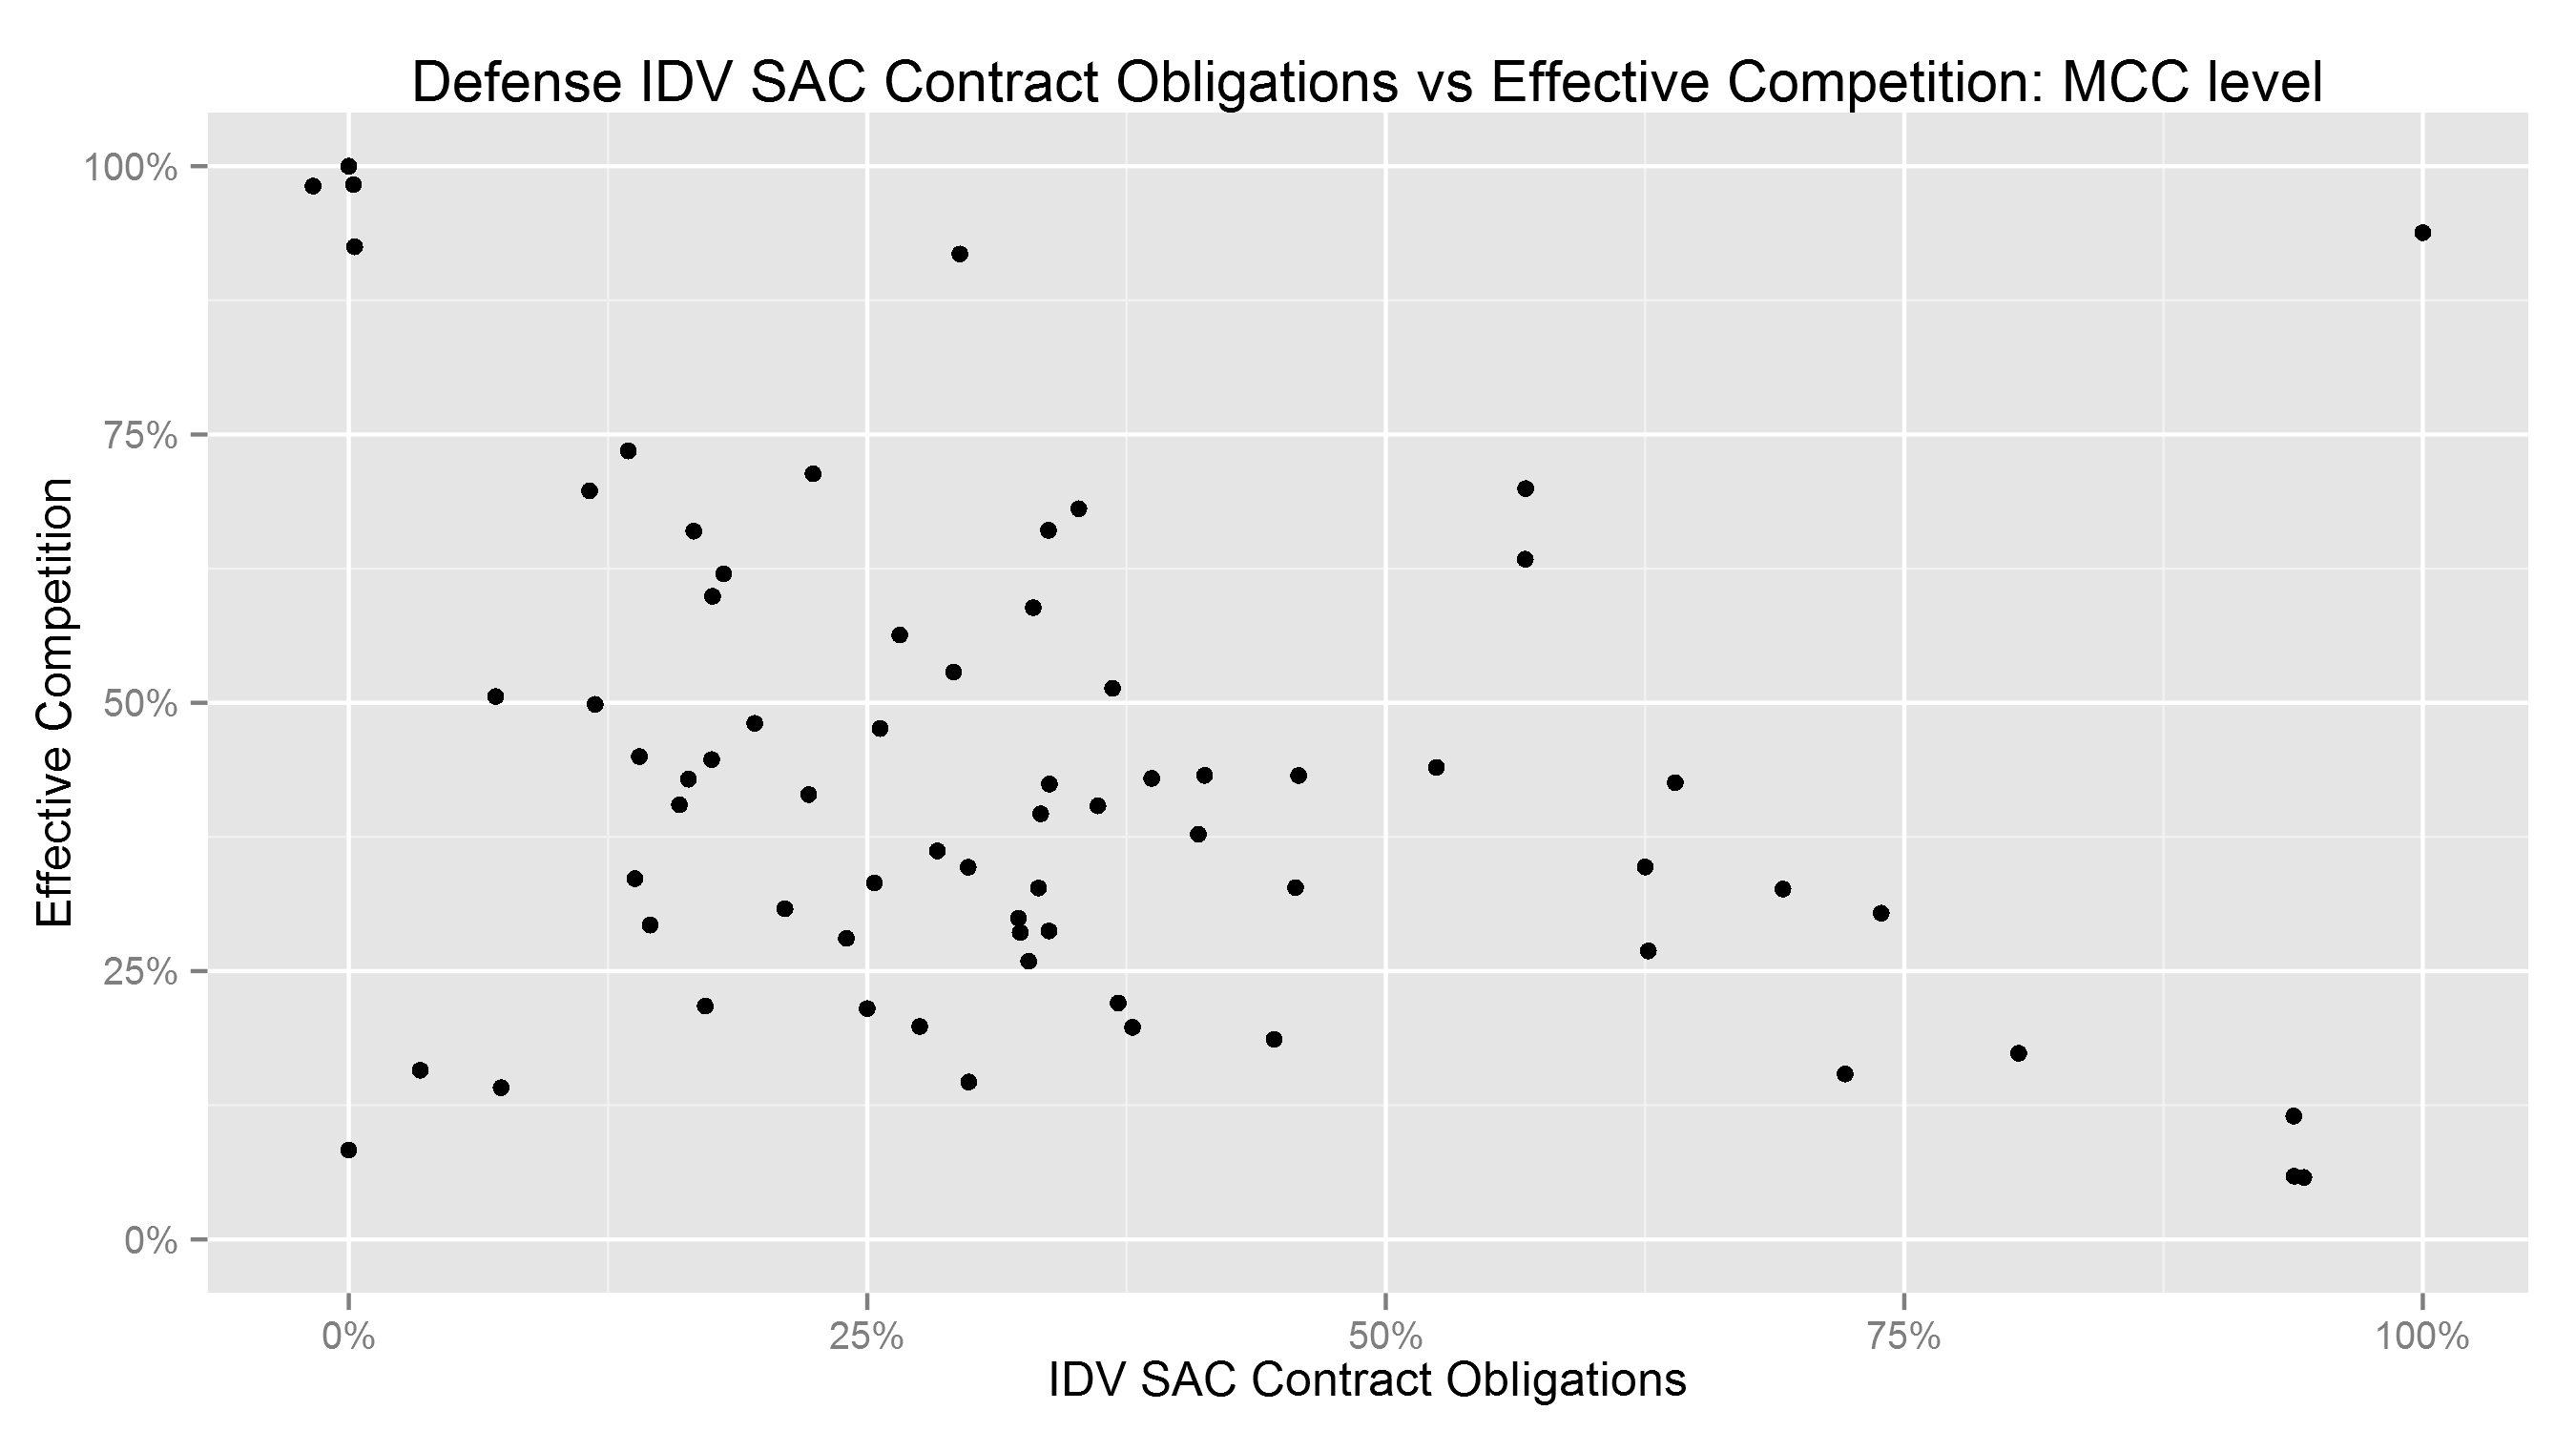 Defense IDV SAC Contract Obligations vs Effective Competition: MCC level
100%
75%
50%
25%
0%
Effective Competition
0% 25% 50% 75% 100%
IDV SAC Contract Obligations